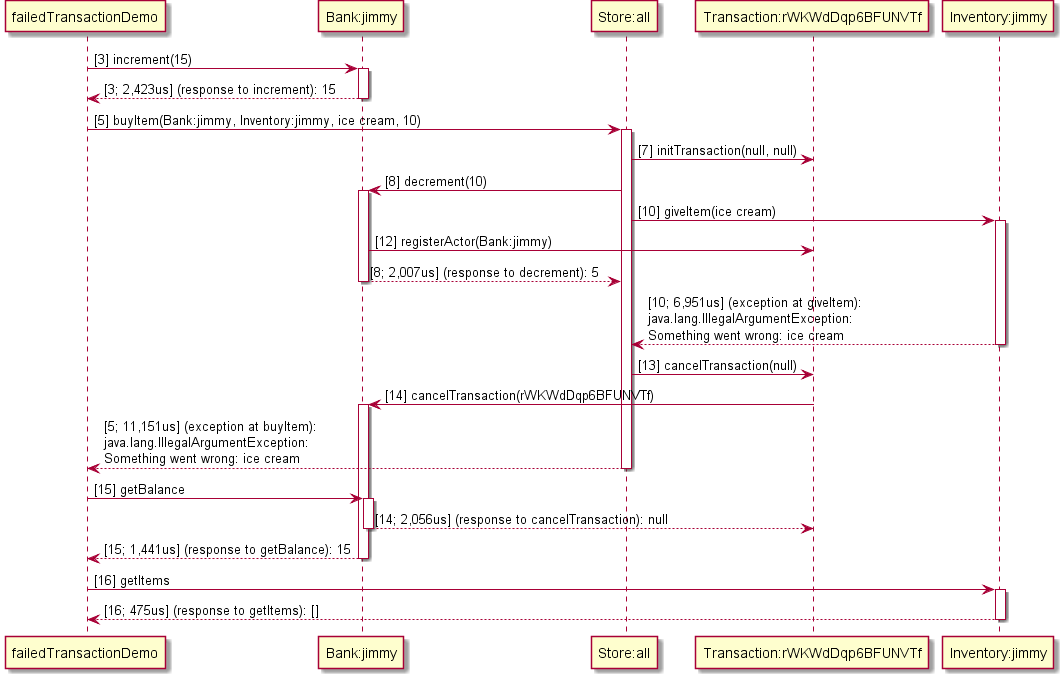 failedTransactionDemo
Bank:jimmy
Store:all
Transaction:rWKWdDqp6BFUNVTf
Inventory:jimmy
[3] increment(15)
[3; 2,423us] (response to increment): 15
[5] buyItem(Bank:jimmy, Inventory:jimmy, ice cream, 10)
[7] initTransaction(null, null)
[8] decrement(10)
[10] giveItem(ice cream)
[12] registerActor(Bank:jimmy)
[8; 2,007us] (response to decrement): 5
[10; 6,951us] (exception at giveItem):
java.lang.IllegalArgumentException:
Something went wrong: ice cream
[13] cancelTransaction(null)
[14] cancelTransaction(rWKWdDqp6BFUNVTf)
[5; 11,151us] (exception at buyItem):
java.lang.IllegalArgumentException:
Something went wrong: ice cream
[15] getBalance
[14; 2,056us] (response to cancelTransaction): null
[15; 1,441us] (response to getBalance): 15
[16] getItems
[16; 475us] (response to getItems): []
failedTransactionDemo
Bank:jimmy
Store:all
Transaction:rWKWdDqp6BFUNVTf
Inventory:jimmy